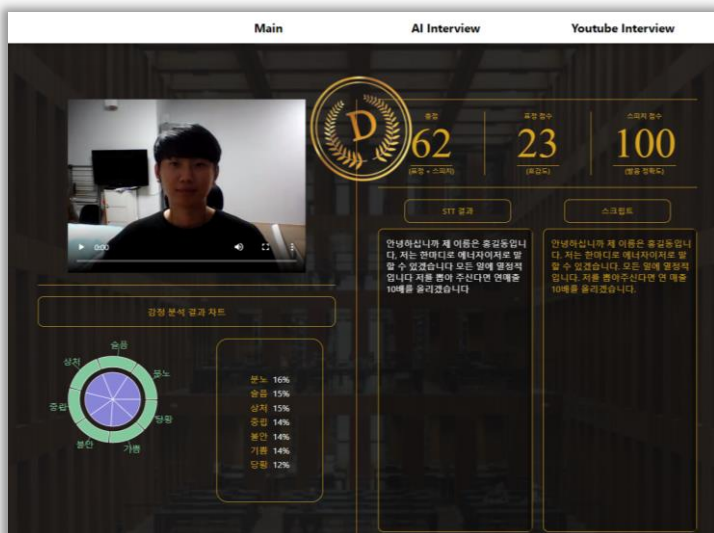 Main
AI Interview
Youtube Interview
D
총점
62
(표정 + 스피치)
표정 점수
23
(호감도)
스피치 점수
100
(발음 정확도)
0:00
STT 결과
안녕하십니까 제 이름은 홍길동입니
다. 저는 한마디로 에너자이저로 말
할 수 있겠습니다 모든 일에 열정적
입니다 저를 뽑아 주신다면 연매출
10배를 올리겠습니다
스크립트
안녕하십니까 제 이름은 홍길동입니
다. 저는 한마디로 에너자이저로 말
할 수 있겠습니다. 모든 일에 열정적
입니다. 저를 뽑아 주신다면 연 매출
10배를 올리겠습니다.
감정 분석 결과 차트
슬픔
상처
분노
중립
당황
불안
기쁨
분노 16%
슬픔 15%
상처 15%
중립 14%
불안 14%
기쁨 14%
당황 12%